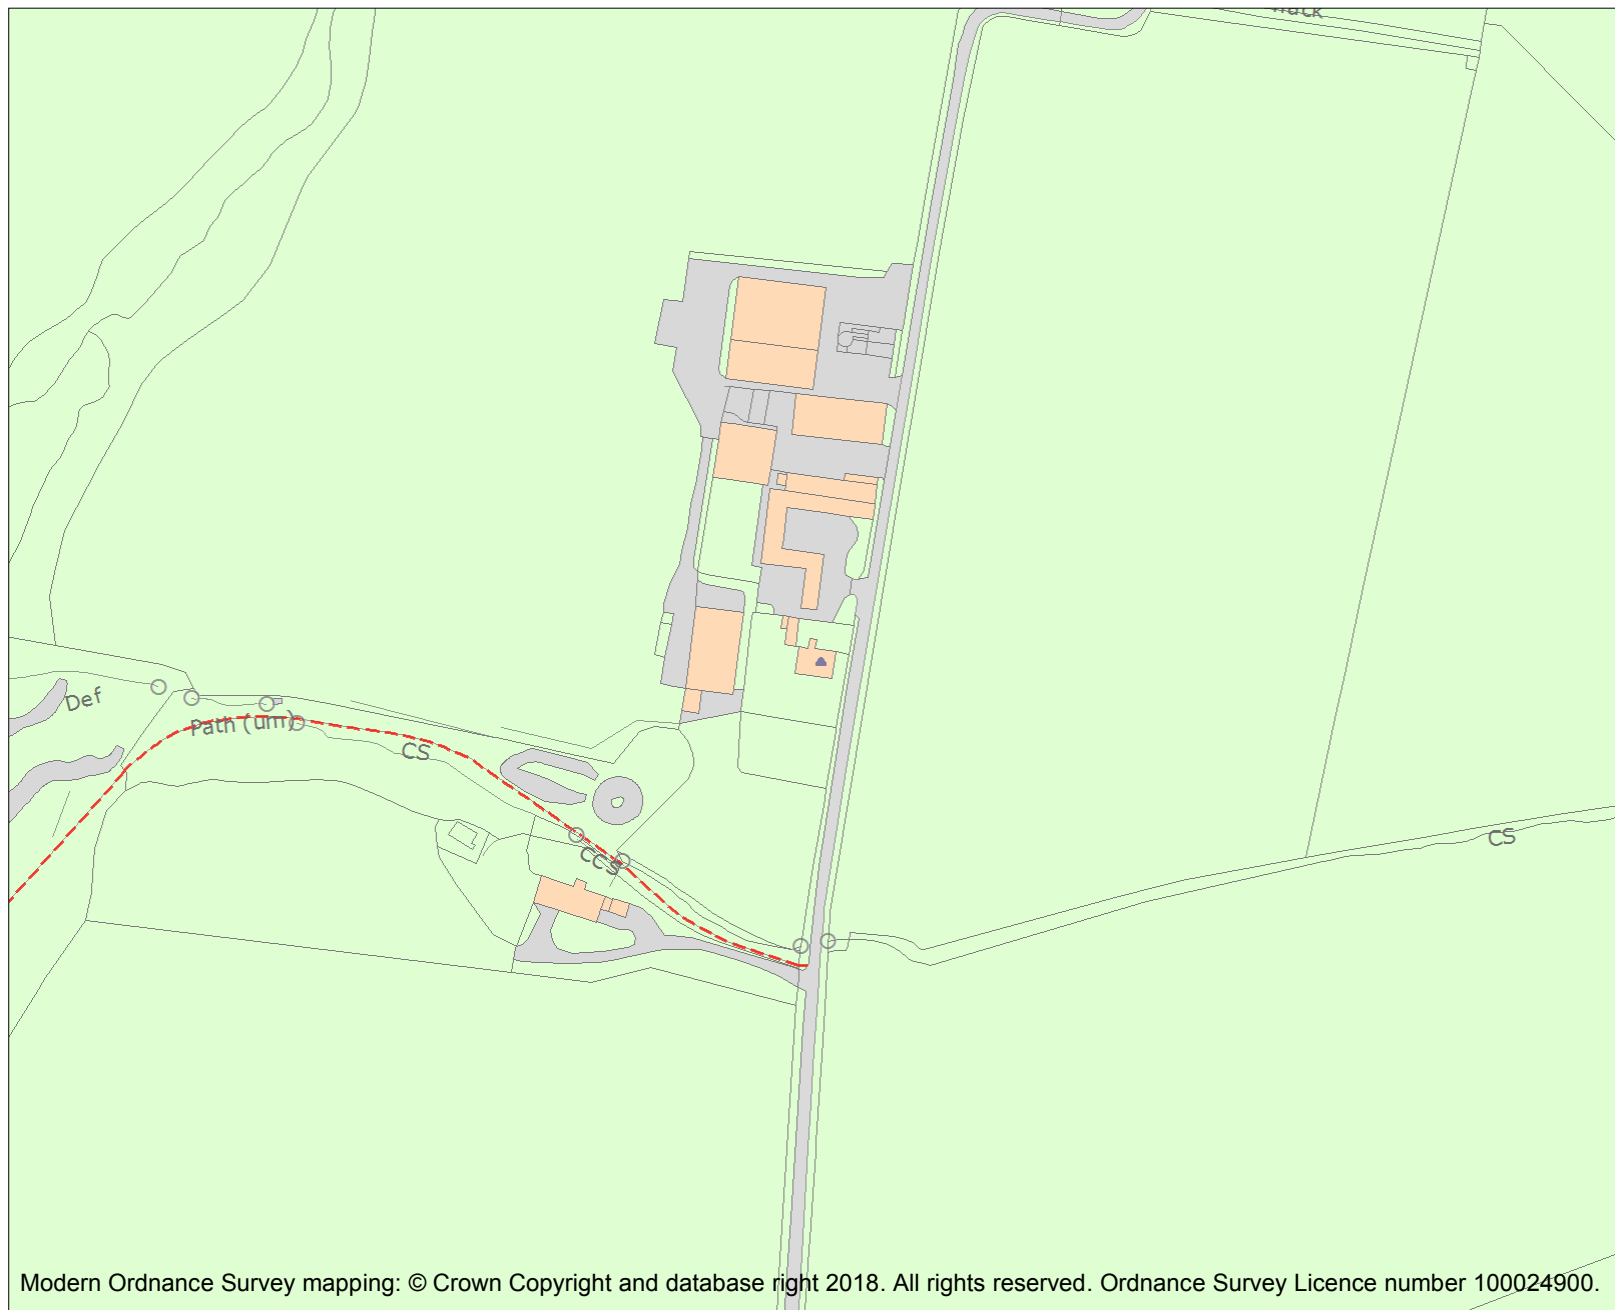 Def
Path (um)
CS
CCS
CS
Modern Ordnance Survey mapping: © Crown Copyright and database right 2018. All rights reserved. Ordnance Survey Licence number 100024900.